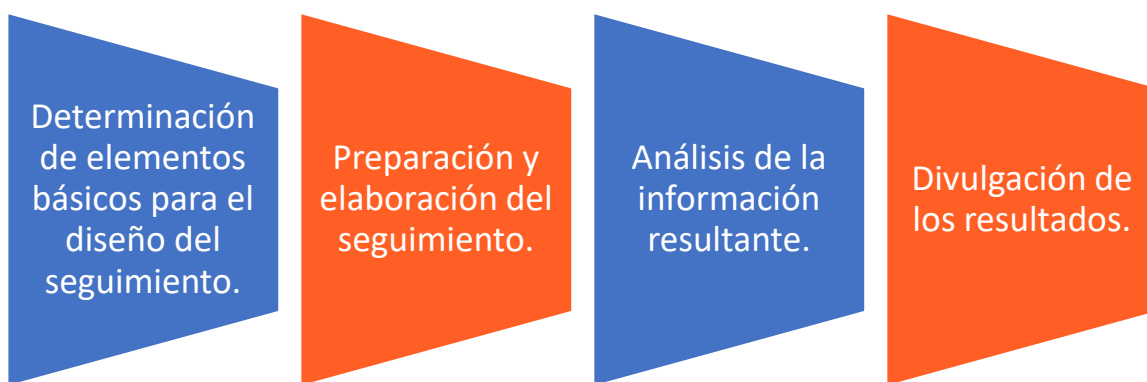 Determinación
de elementos
básicos para el
diseño del
seguimiento.
Preparación y
elaboración del
seguimiento.
Análisis de la
información
resultante.
Divulgación de
los resultados.